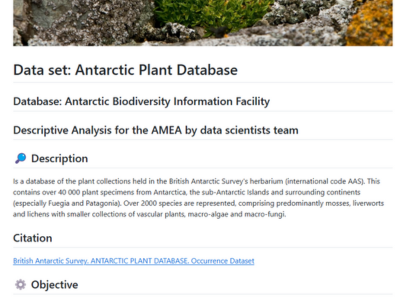 Data set: Antarctic Plant Database
Database: Antarctic Biodiversity Information Facility
Descriptive Analysis for the AMEA by data scientists team
Description
Is a database of the plant collections held in the British Antarctic Survey's herbarium (international code AAS). This
contains over 40 000 plant specimens from Antarctica, the sub-Antarctic Islands and surrounding continents
(especially Fuegia and Patagonia). Over 2000 species are represented, comprising predominantly mosses, liverworts
and lichens with smaller collections of vascular plants, macro-algae and macro-fungi.
Citation
British Antarctic Survey, ANTARCTIC PLANT DATABASE, Occurrence Dataset
Objective